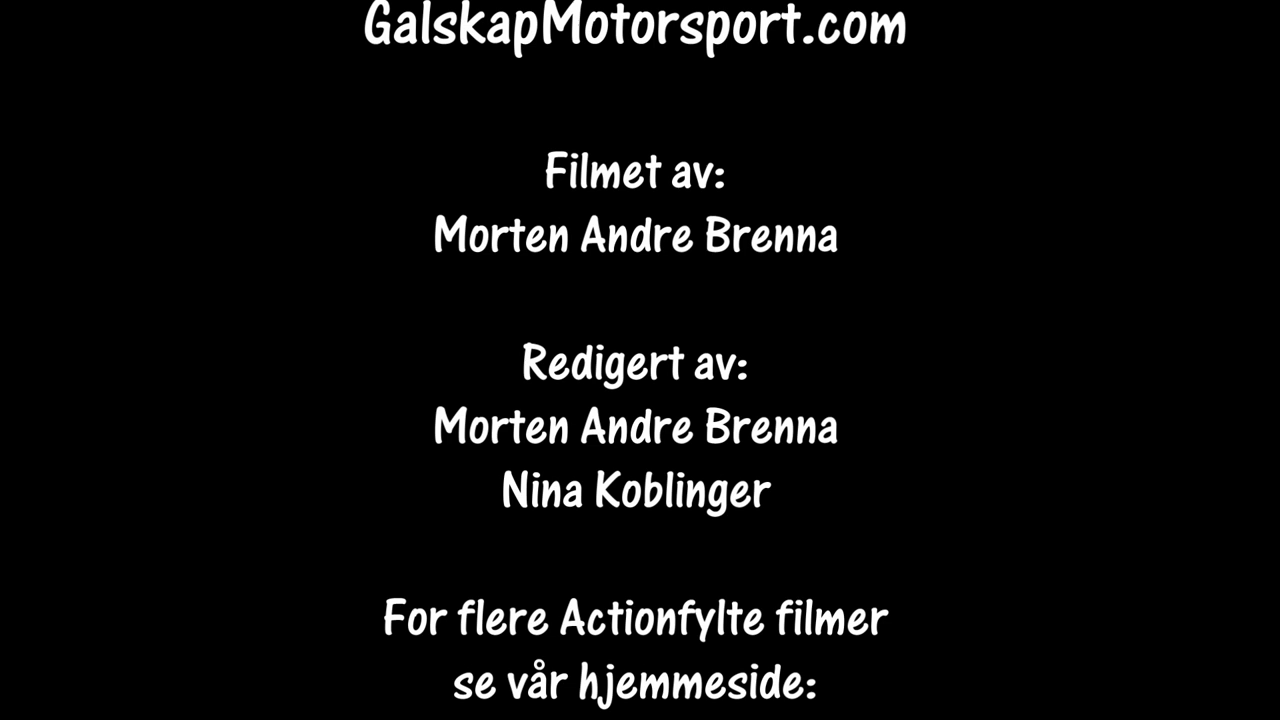 GalskapMotorsport.com
Filmet av:
Morten Andre Brenna
Redigert av:
Morten Andre Brenna
Nina Koblinger
For flere Actionfylte filmer
se vår hjemmeside: